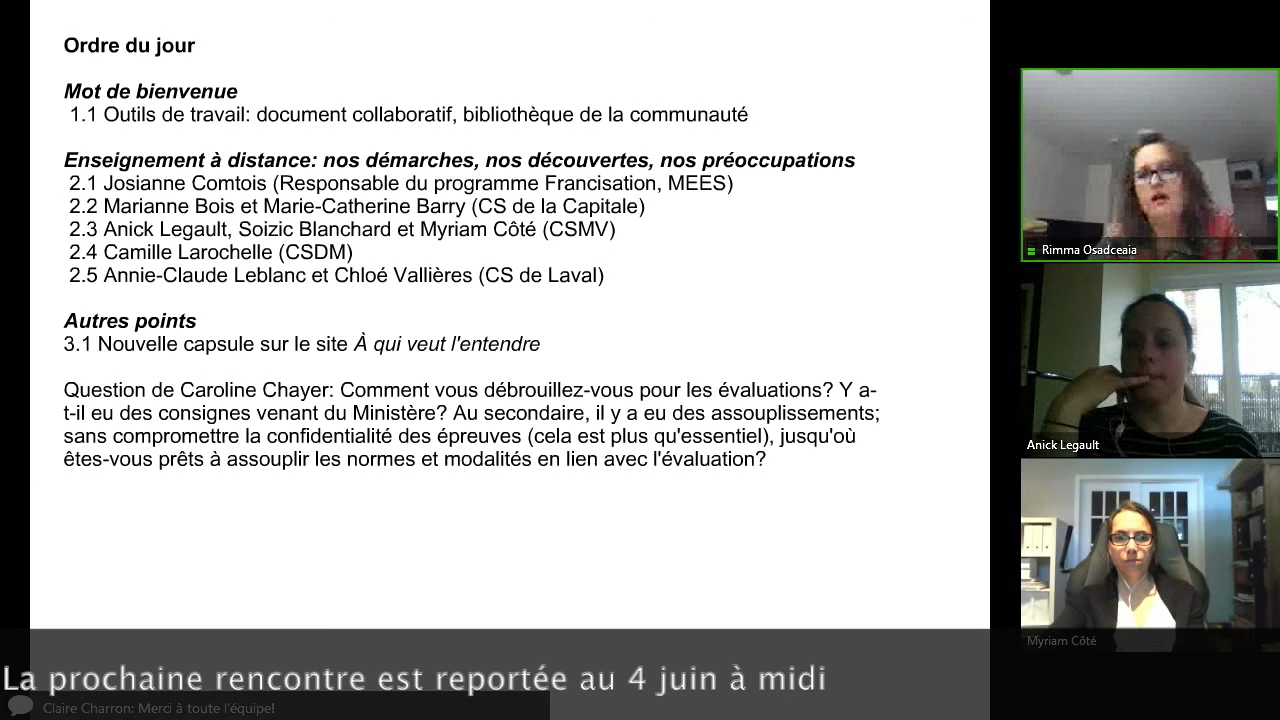 Ordre du jour
Mot de bienvenue
1.1 Outils de travail: document collaboratif, bibliothèque de la communauté
Enseignement à distance: nos démarches, nos découvertes, nos préoccupations
2.1 Josianne Comtois (Responsable du programme Francisation, MEES)
2.2 Marianne Bois et Marie-Catherine Barry (CS de la Capitale)
2.3 Anick Legault, Soizic Blanchard et Myriam Côté (CSMV)
2.4 Camille Larochelle (CSDM)
2.5 Annie-Claude Leblanc et Chloé Vallières (CS de Laval)
Autres points
3.1 Nouvelle capsule sur le site À qui veut l'entendre
Question de Caroline Chayer: Comment vous débrouillez-vous pour les évaluations? Y a-
t-il eu des consignes venant du Ministère? Au secondaire, il y a eu des assouplissements;
sans compromettre la confidentialité des épreuves (cela est plus qu'essentiel), jusqu'où
êtes-vous prêts à assouplir les normes et modalités en lien avec l'évaluation?
Rimma Osadceaia
Anick Legault
Myriam Côté
La prochaine rencontre est reportée au 4 juin à midi
Claire Charron: Merci à toute l'équipe!